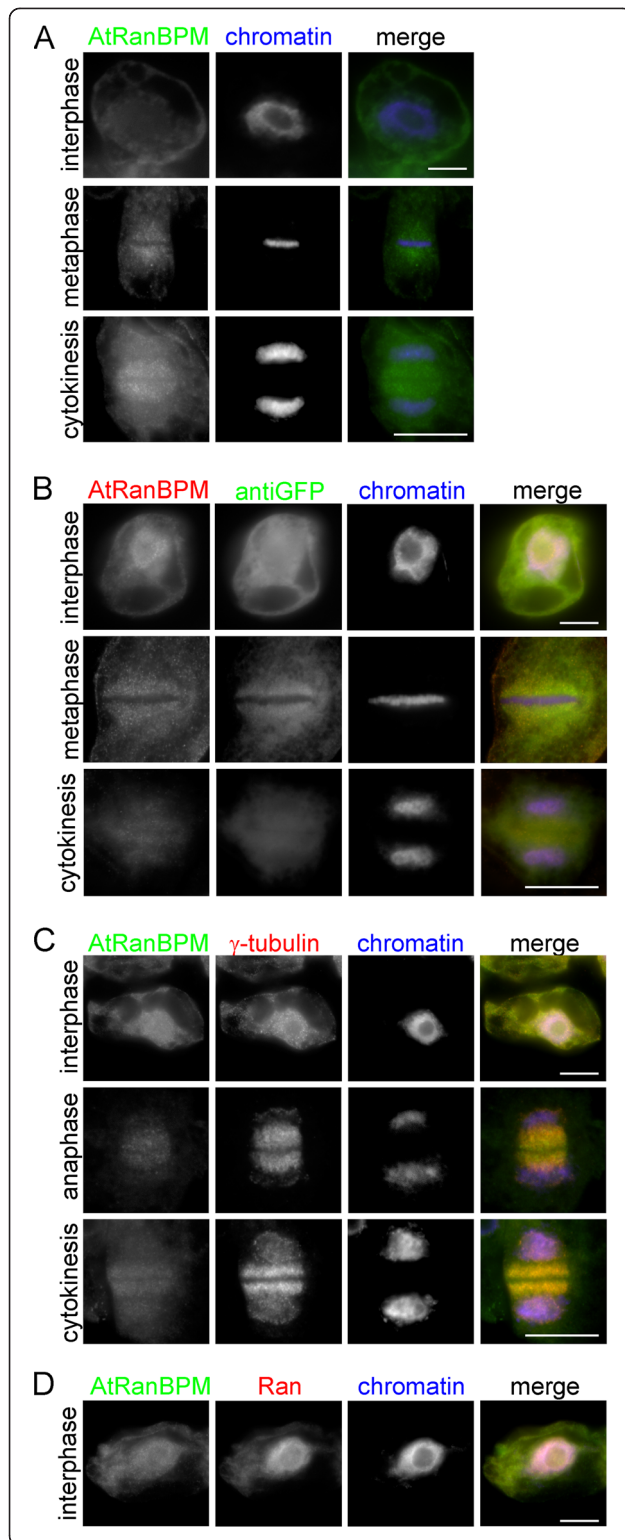 A
AtRanBPM chromatin merge
interphase
metaphase
cytokinesis
B
AtRanBPM antiGFP chromatin merge
interphase
metaphase
cytokinesis
C
AtRanBPM γ-tubulin chromatin merge
interphase
anaphase
cytokinesis
D
AtRanBPM Ran chromatin merge
interphase